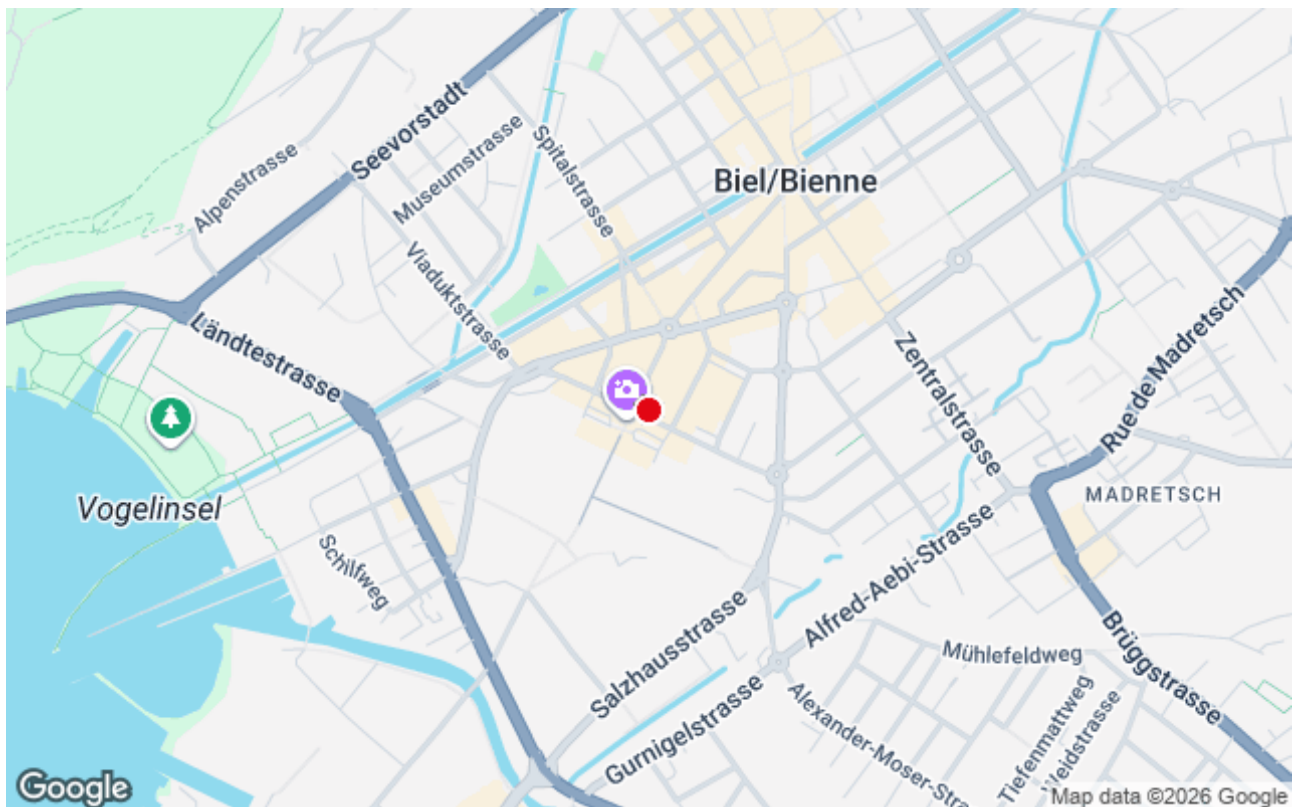 Seevorstadt
Museumstrasse
Spitalstrasse
Alpenstrasse
Biel/Bienne
Viaduktstrasse
Ländtestrasse
Rue de Madretsch
Zentralstrasse
Vogelinsel
MADRETSCH
Schilfweg
Alfred-Aebi-Strasse
Salzhausstrasse
Mühlefeldweg
Brüggstrasse
Gurnigelstrasse
Alexander-Moser-Str
Tiefenmattweg
Weidstrasse
Google
Map data ©2026 Google